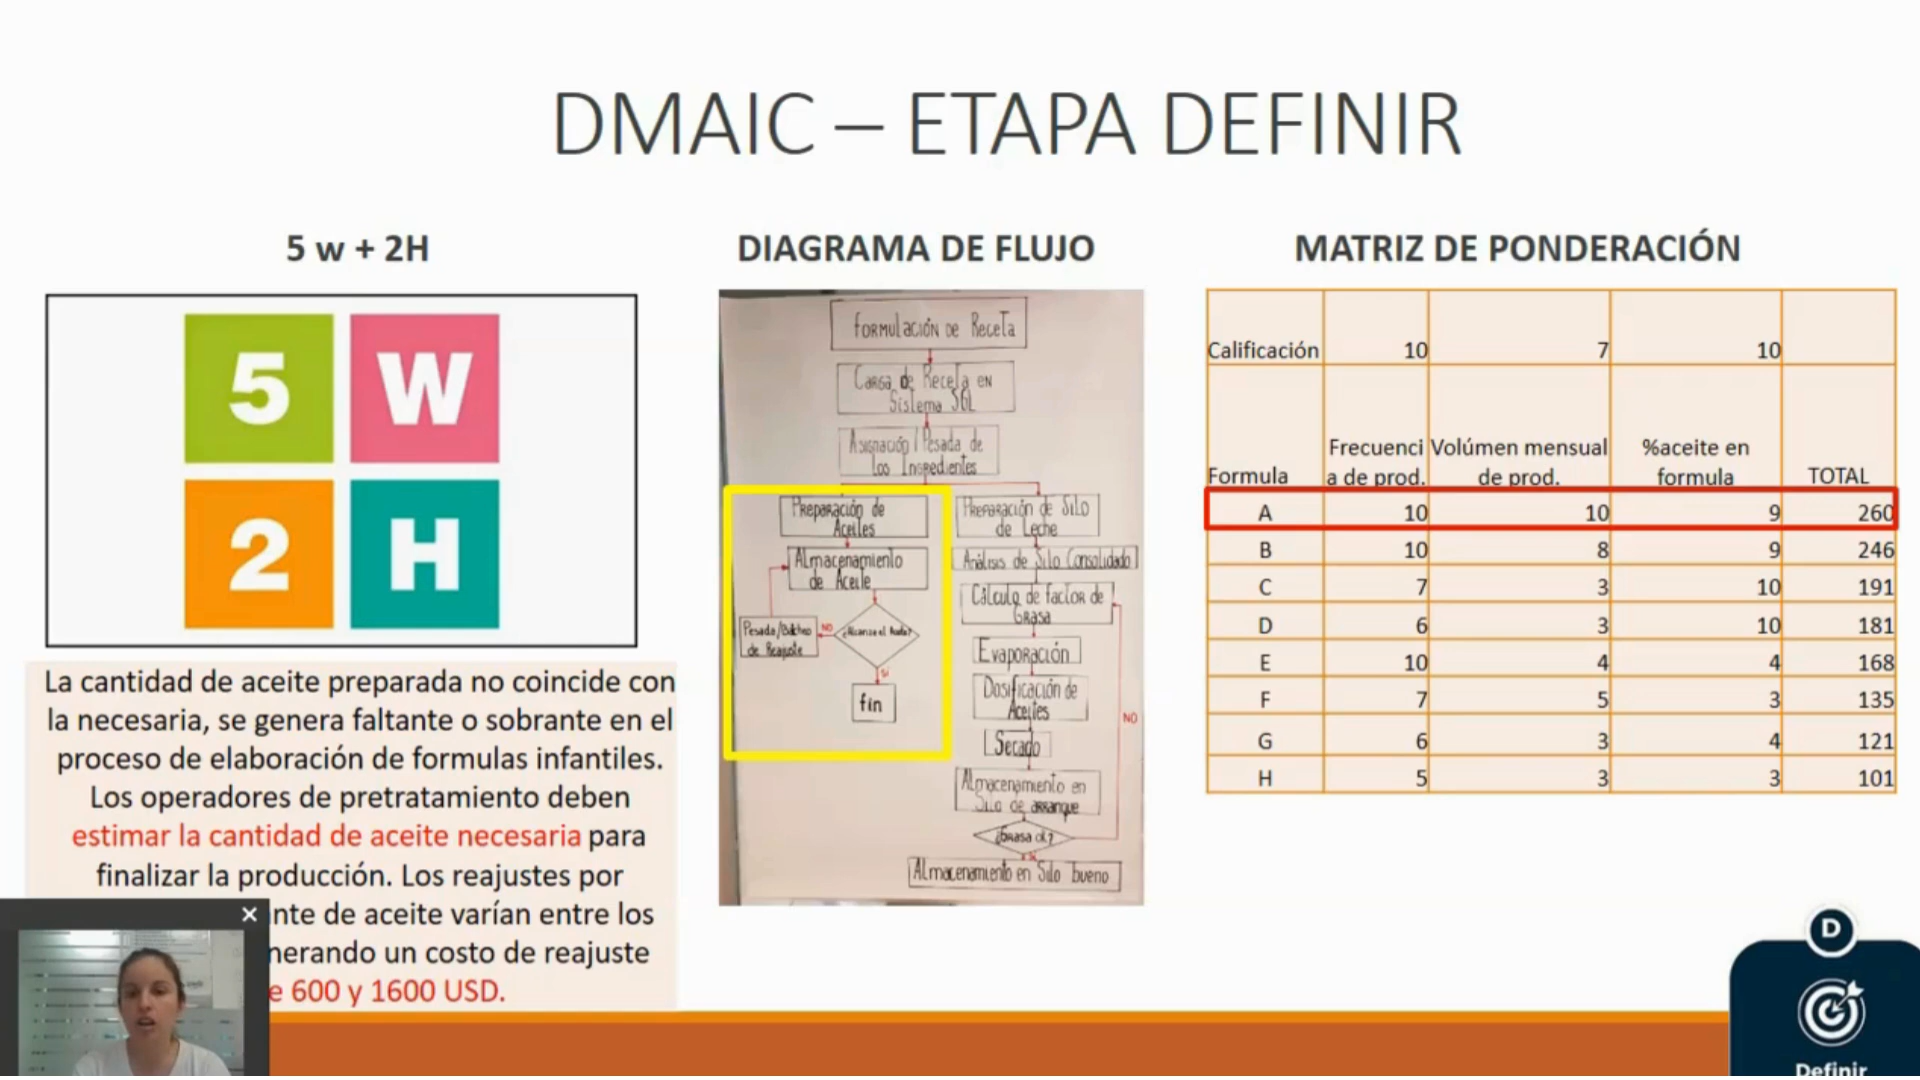 DMAIC – ETAPA DEFINIR
5 w + 2H
5 W
2 H
La cantidad de aceite preparada no coincide con
la necesaria, se genera faltante o sobrante en el
proceso de elaboración de formulas infantiles.
Los operadores de pretratamiento deben
estimar la cantidad de aceite necesaria para
finalizar la producción. Los reajustes por
nte de aceite varían entre los
nerando un costo de reajuste
e 600 y 1600 USD.
DIAGRAMA DE FLUJO
FORMULACIÓN DE RECETA
CARGA DE RECETA EN
Sistema SGL
Asignación / Pesada de
los Ingredientes
Preparación de
Aceites
Almacenamiento
de Aceite
¿Alcanza el Aceite?
NO
Pesada/Batcheo
de Reajuste
SI
fin
Preparación de Silo
de Leche
Análisis de Silo Consolidado
Cálculo de factor de
Grasa
Evaporación
Dosificación de
Aceites
Secado
Almacenamiento en
Silo de arranque
¿Grasa ok?
NO
Almacenamiento en Silo bueno
MATRIZ DE PONDERACIÓN
Calificación 10 7 10
Formula Frecuenci a de prod. Volúmen mensual de prod. %aceite en formula TOTAL
A 10 10 9 260
B 10 8 9 246
C 7 3 10 191
D 6 3 10 181
E 10 4 4 168
F 7 5 3 135
G 6 3 4 121
H 5 3 3 101
D
Definir